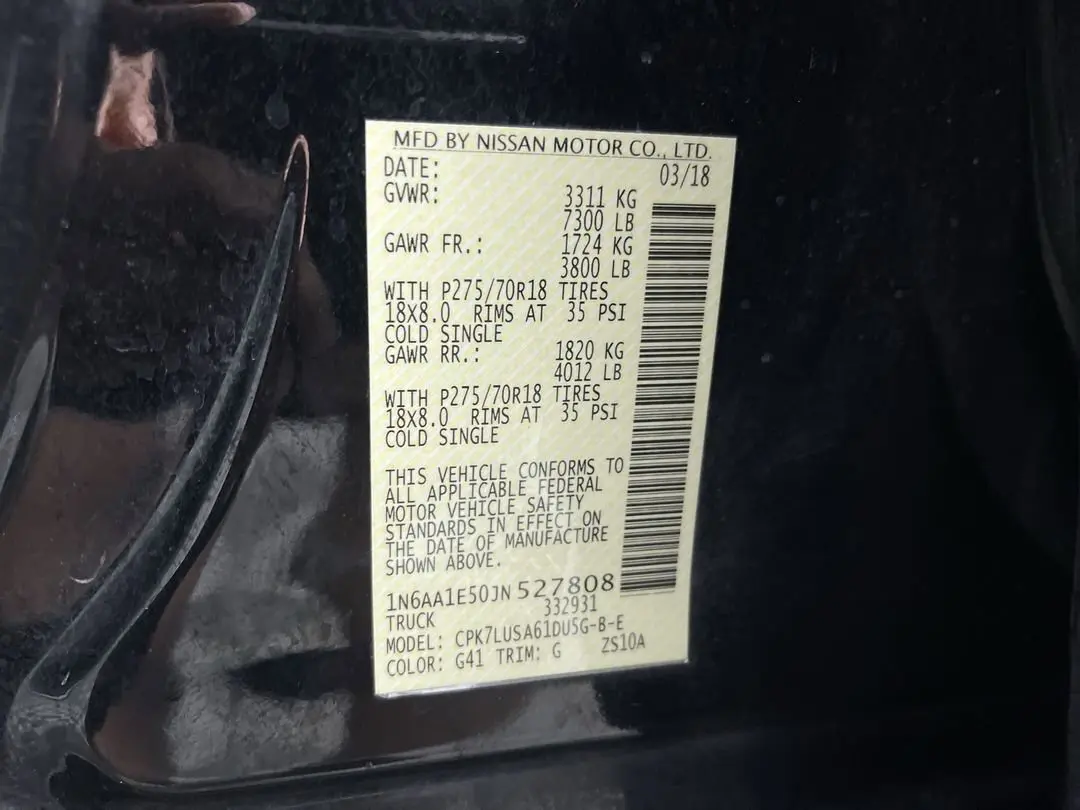 MFD BY NISSAN MOTOR CO., LTD.
DATE: 03/18
GVWR: 3311 KG
7300 LB
GAWR FR.: 1724 KG
3800 LB
WITH P275/70R18 TIRES
18X8.0 RIMS AT 35 PSI
COLD SINGLE
GAWR RR.: 1820 KG
4012 LB
WITH P275/70R18 TIRES
18X8.0 RIMS AT 35 PSI
COLD SINGLE
THIS VEHICLE CONFORMS TO
ALL APPLICABLE FEDERAL
MOTOR VEHICLE SAFETY
STANDARDS IN EFFECT ON
THE DATE OF MANUFACTURE
SHOWN ABOVE.
1N6AA1E50JN 527808
TRUCK 332931
MODEL: CPK7LUSA61DU5G-B-E
COLOR: G41 TRIM: G ZS10A